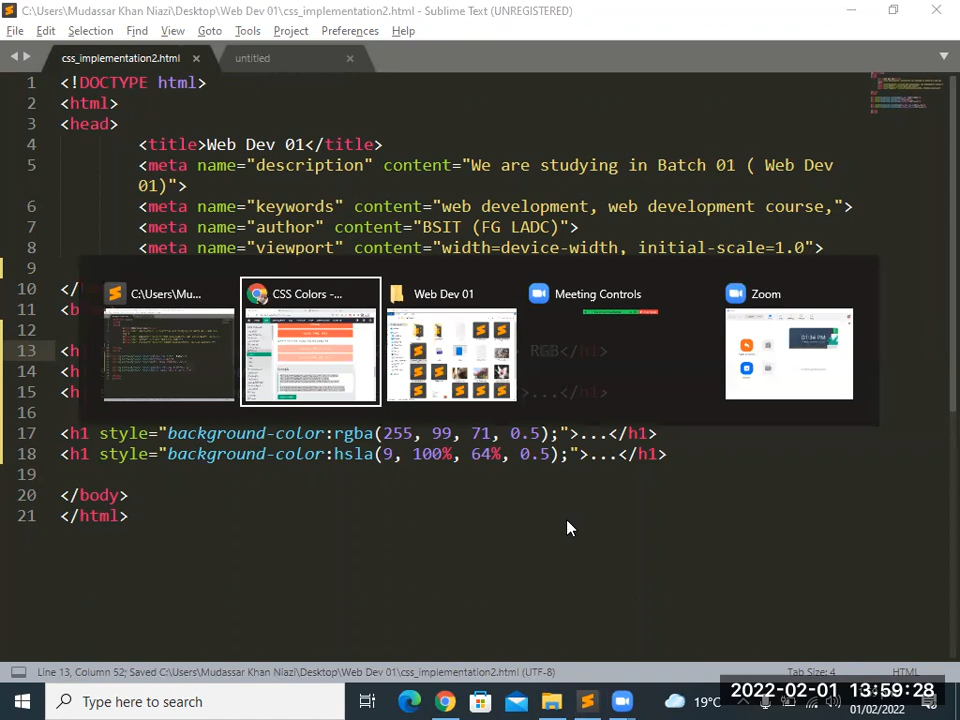 C:\Users\Mudassar Khan Niazi\Desktop\Web Dev 01\css_implementation2.html - Sublime Text (UNREGISTERED)
File Edit Selection Find View Goto Tools Project Preferences Help
css_implementation2.html untitled
1 <!DOCTYPE html>
2 <html>
3 <head>
4 <title>Web Dev 01</title>
5 <meta name="description" content="We are studying in Batch 01 ( Web Dev
01)">
6 <meta name="keywords" content="web development, web development course,">
7 <meta name="author" content="BSIT (FG LADC)">
8 <meta name="viewport" content="width=device-width, initial-scale=1.0">
9
10 </
C:\Users\Mu... CSS Colors -... Web Dev 01 Meeting Controls Zoom
11 <b
12
13 <h RGB</h1>
14 <h
15 <h >...</h1>
16
17 <h1 style="background-color:rgba(255, 99, 71, 0.5);">...</h1>
18 <h1 style="background-color:hsla(9, 100%, 64%, 0.5);">...</h1>
19
20 </body>
21 </html>
Line 13, Column 52; Saved C:\Users\Mudassar Khan Niazi\Desktop\Web Dev 01\css_implementation2.html (UTF-8) Tab Size: 4 HTML
Type here to search
19°C
2022-02-01 13:59:28
01/02/2022